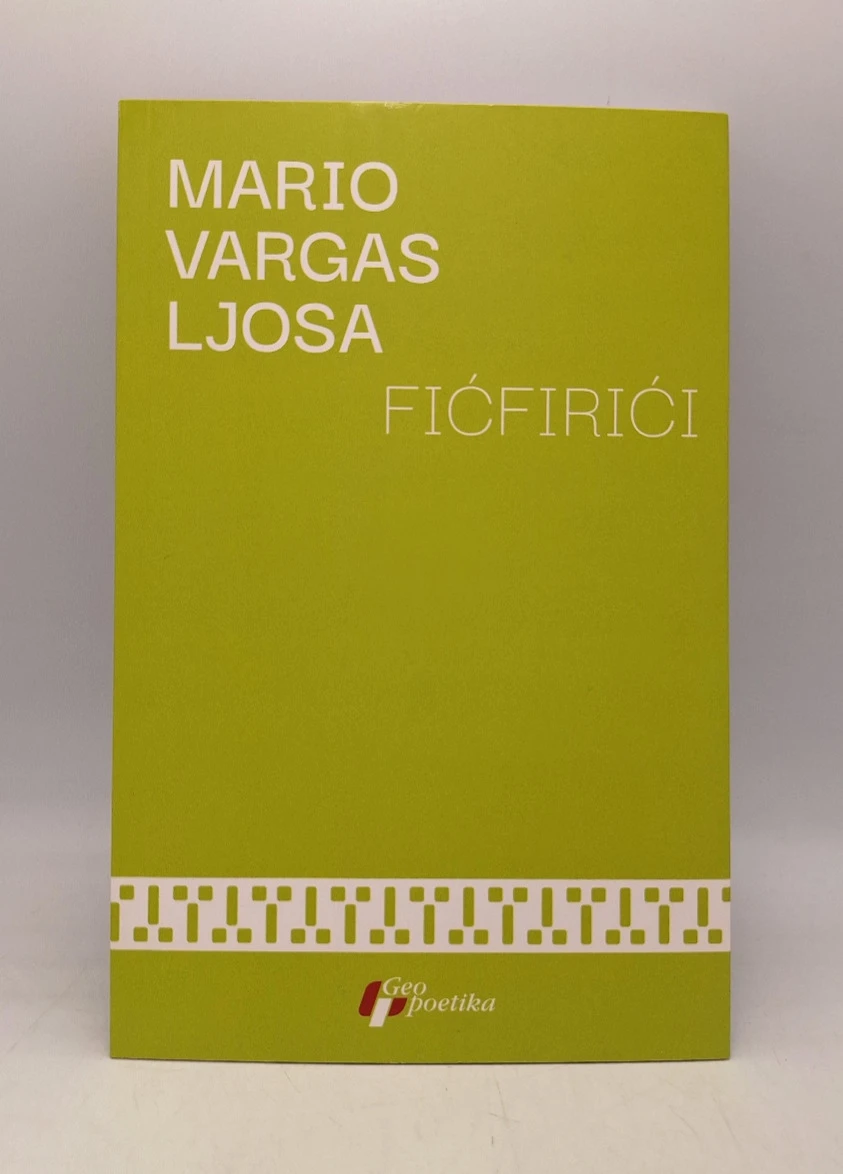 MARIO
VARGAS
LJOSA
FIĆFIRIĆI
Geo
poetika